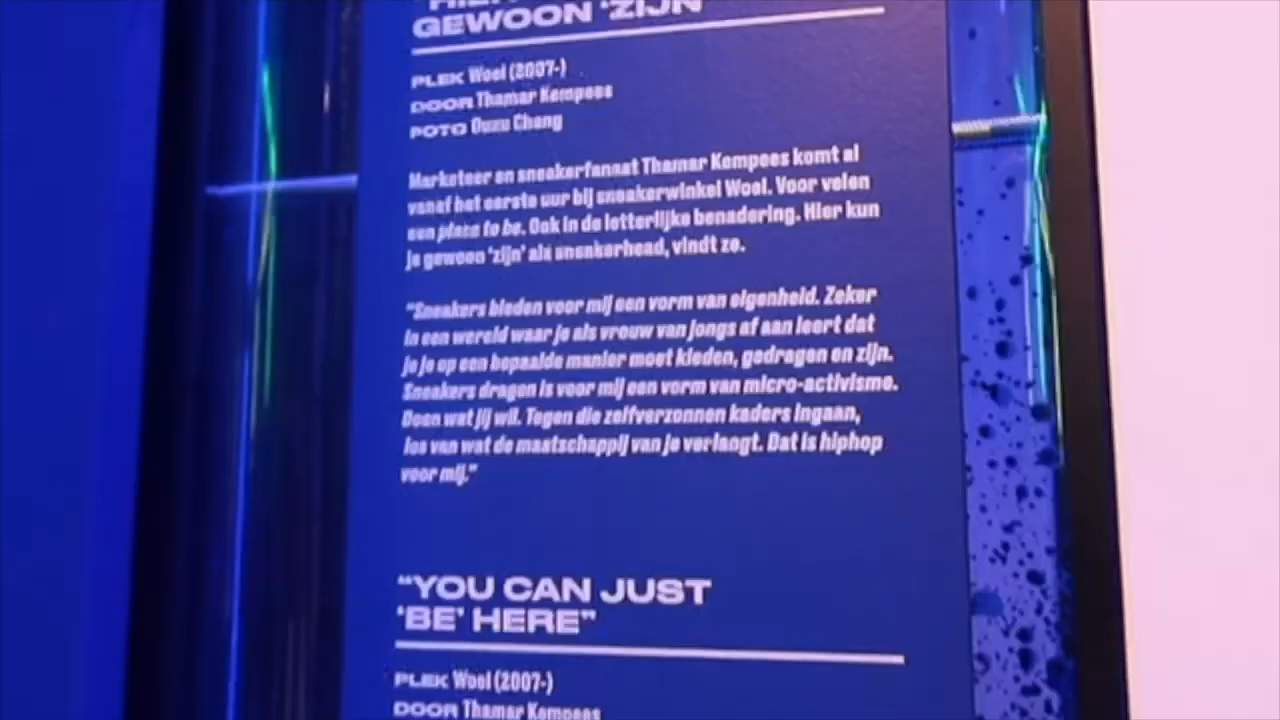 GEWOON ‘ZIJN
PLEK Woei (2007-)
DOOR Thamar Kempees
FOTO Ouzu Chang
Marketeer en sneakerfanaat Thamar Kempees komt al
vanaf het eerste uur bij sneakerwinkel Woei. Voor velen
een place to be. Ook in de letterlijke benadering. Hier kun
je gewoon ‘zijn’ als sneakerhead, vindt ze.
“Sneakers bieden voor mij een vorm van eigenheid. Zeker
in een wereld waar je als vrouw van jongs af aan leert dat
je je op een bepaalde manier moet kleden, gedragen en zijn.
Sneakers dragen is voor mij een vorm van micro-activisme.
Doen wat jij wil. Tegen die zelfverzonnen kaders ingaan,
los van wat de maatschappij van je verlangt. Dat is hiphop
voor mij.”
“YOU CAN JUST
‘BE’ HERE”
PLEK Woei (2007-)
DOOR Thamar Kempees